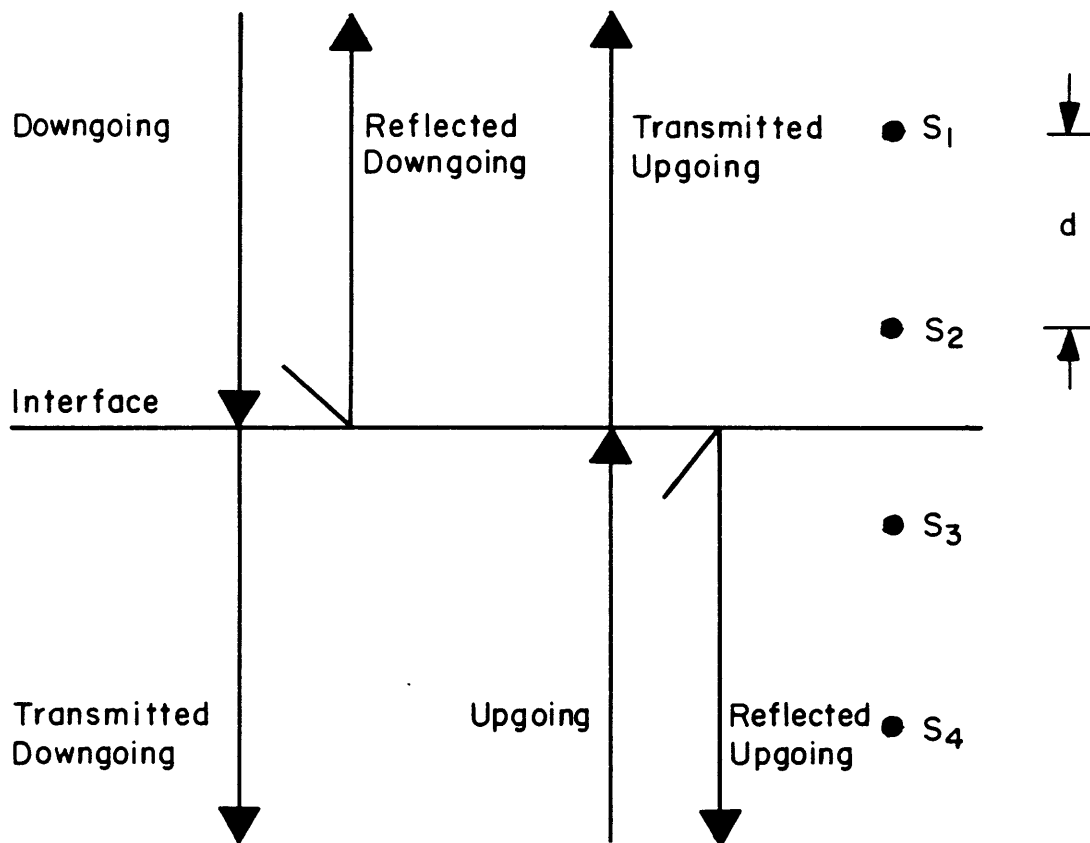 Downgoing
Reflected
Downgoing
Transmitted
Upgoing
S1
d
S2
Interface
S3
Transmitted
Downgoing
Upgoing
Reflected
Upgoing
S4